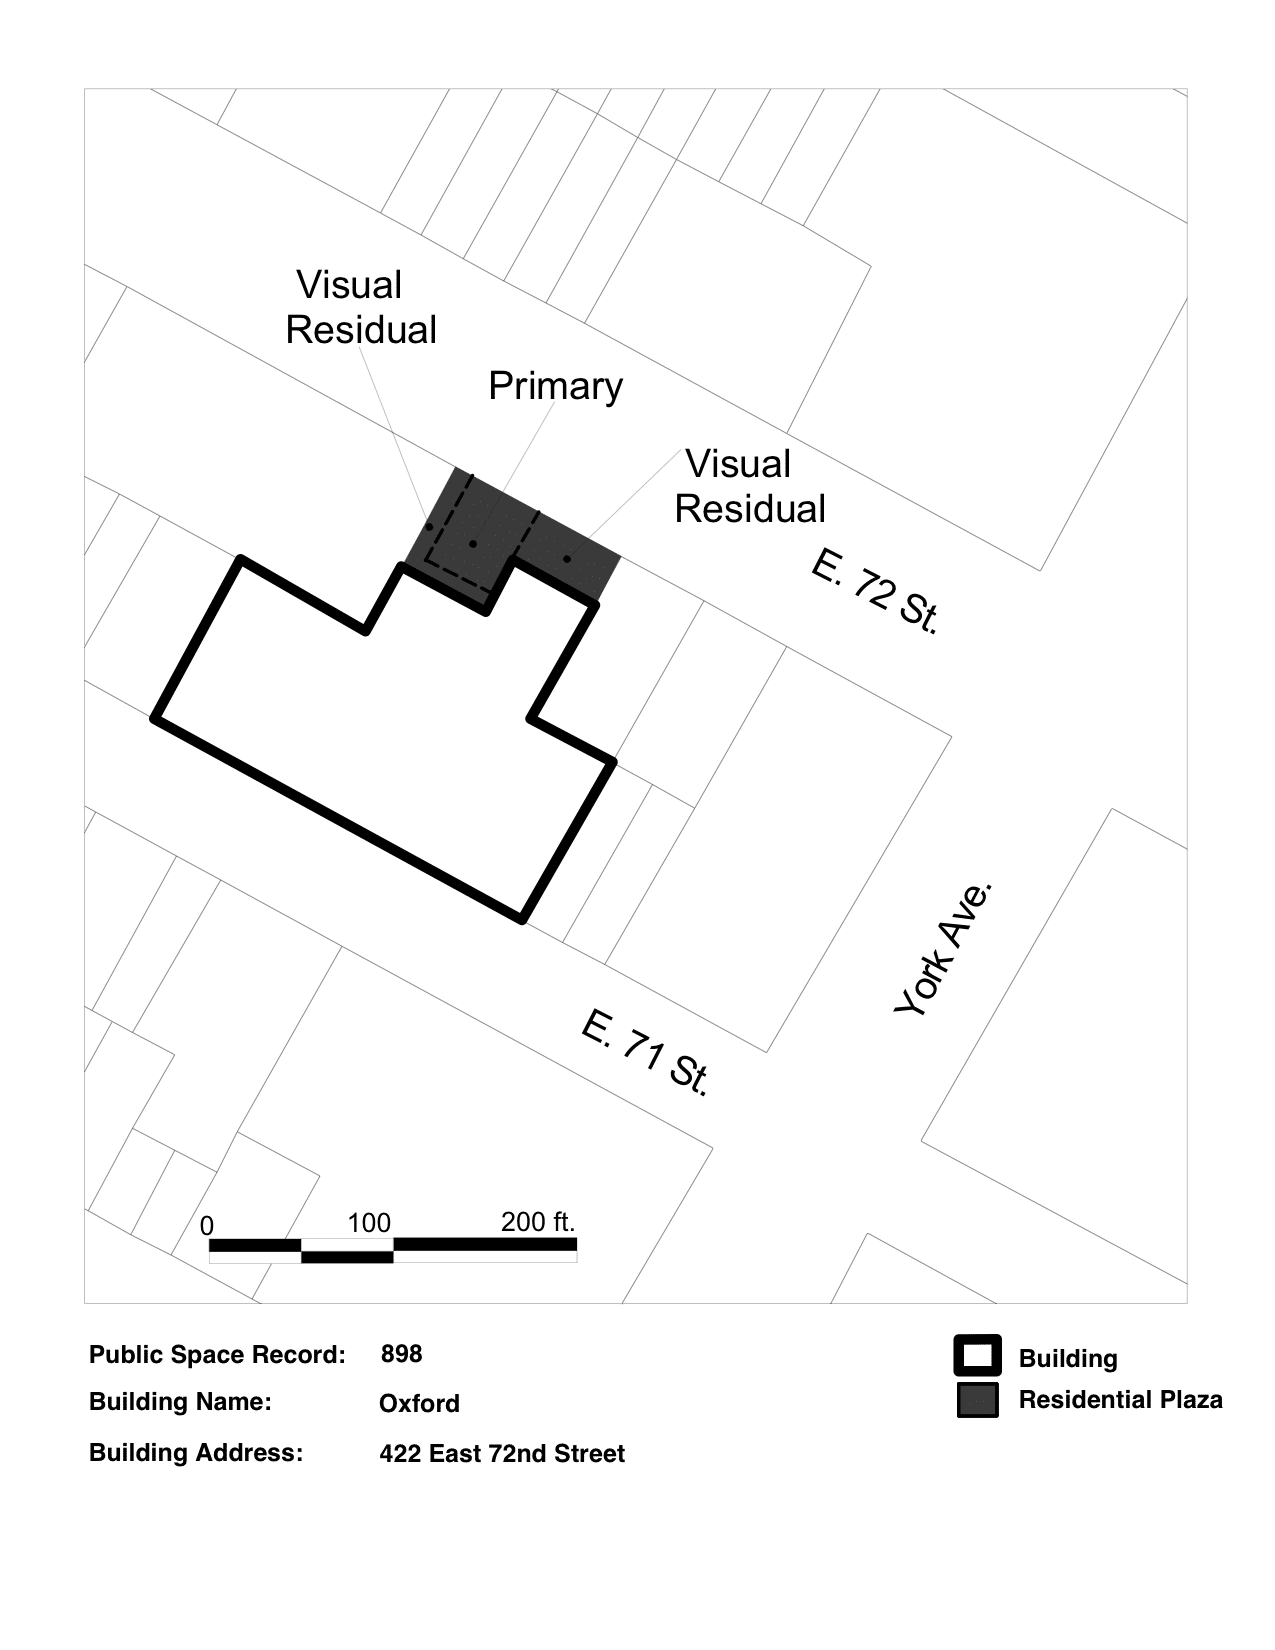 Visual
Residual
Primary
Visual
Residual
E. 72 St.
York Ave.
E. 71 St.
0 100 200 ft.
Public Space Record: 898
Building Name: Oxford
Building Address: 422 East 72nd Street
Building
Residential Plaza